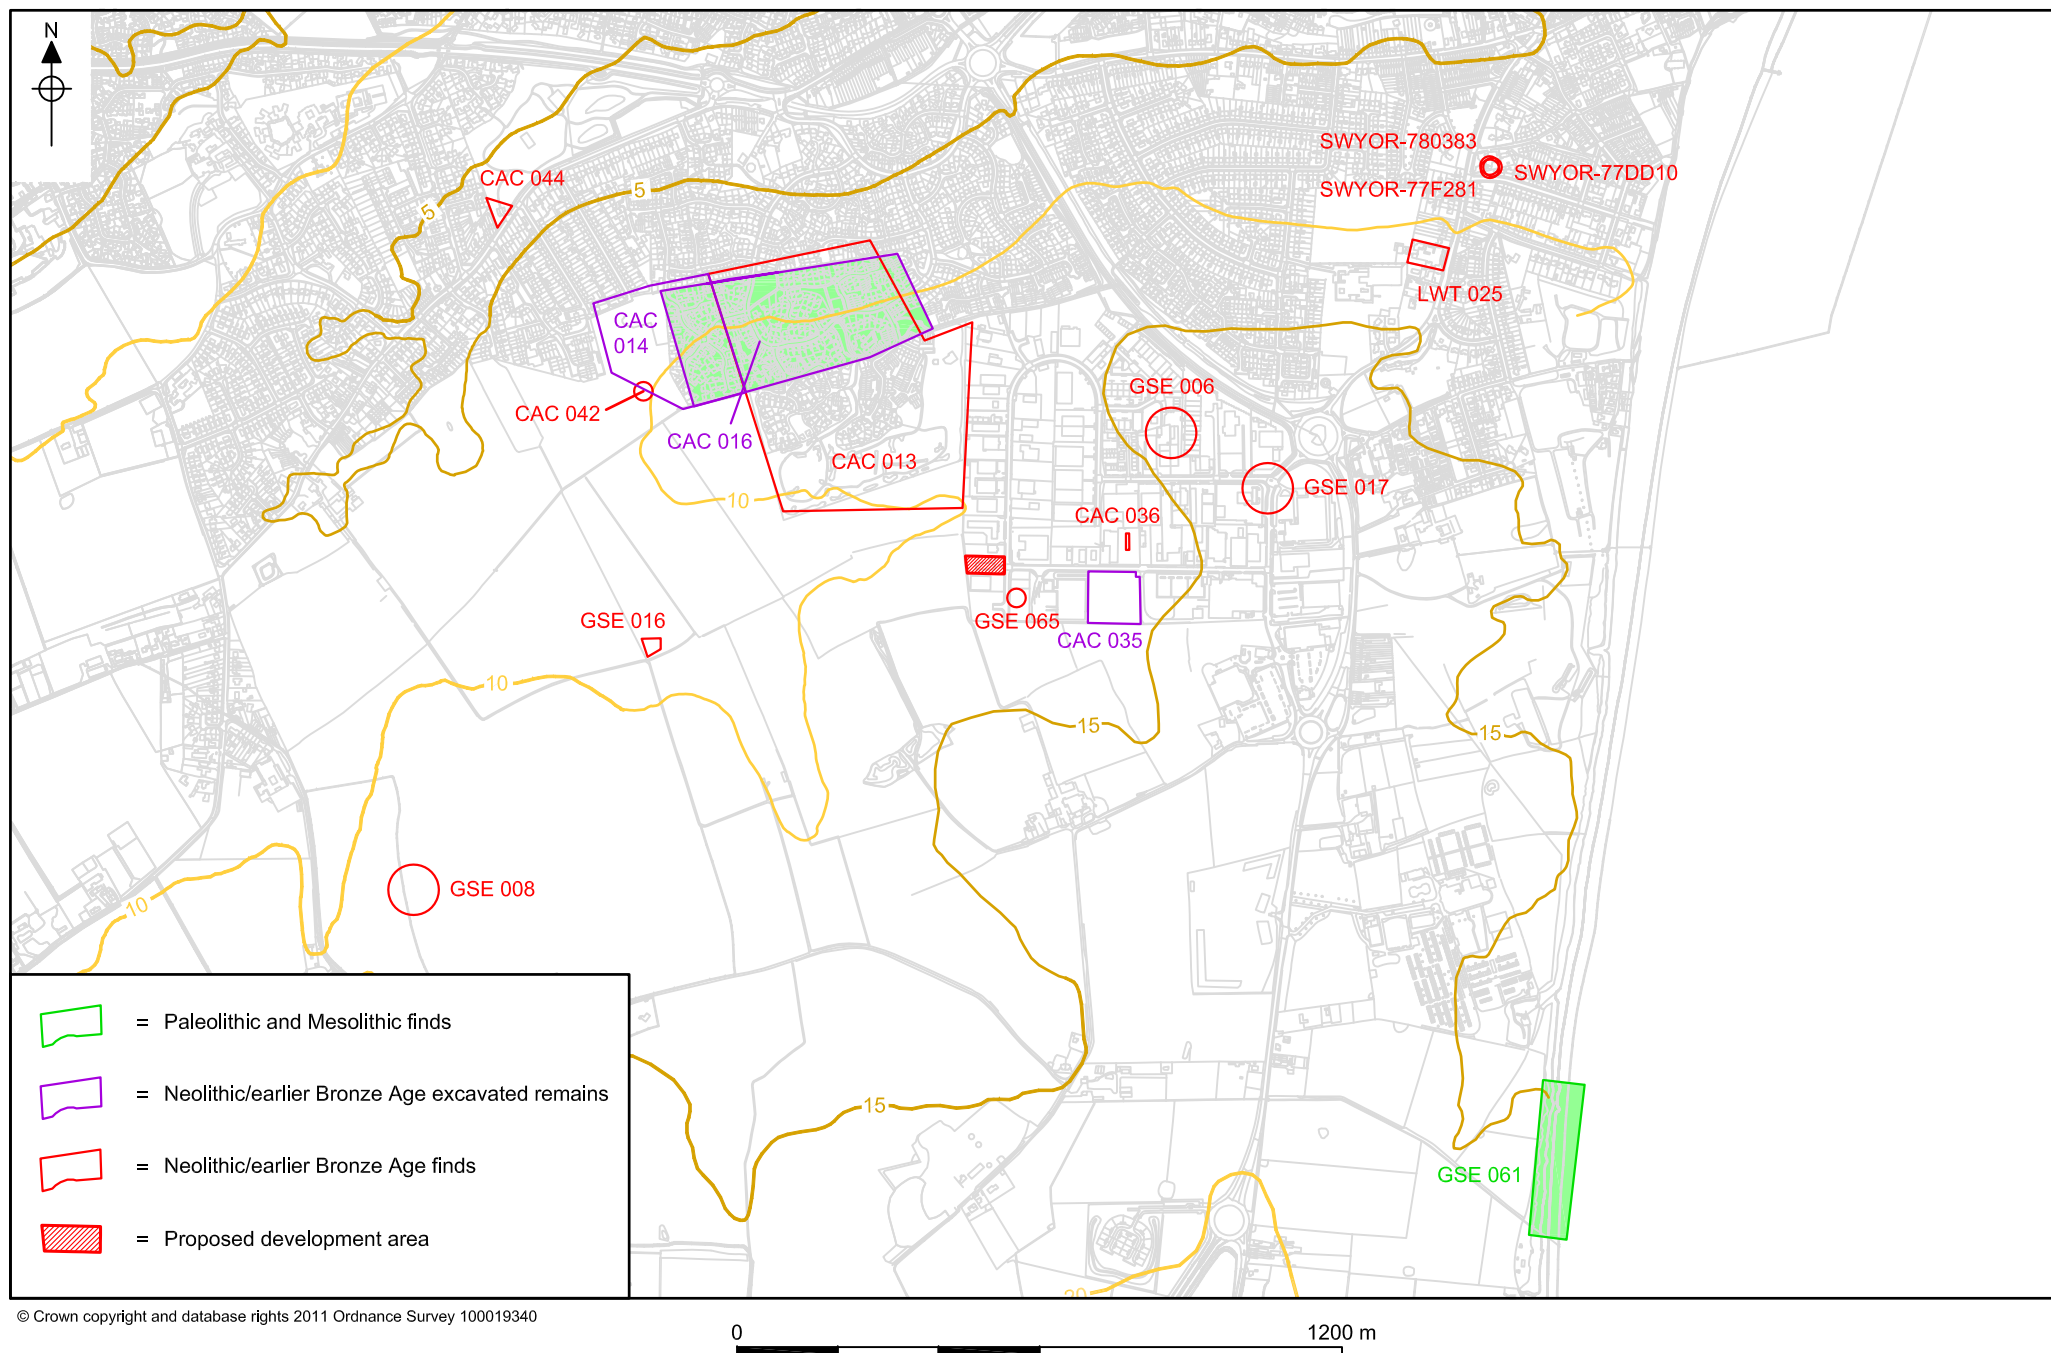 N
SWYOR-780383
SWYOR-77DD10
SWYOR-77F281
CAC 044
5
5
LWT 025
CAC
014
CAC 042
CAC 016
CAC 013
GSE 006
GSE 017
10
CAC 036
GSE 065
CAC 035
GSE 016
10
15
15
GSE 008
10
15
GSE 061
20
= Paleolithic and Mesolithic finds
= Neolithic/earlier Bronze Age excavated remains
= Neolithic/earlier Bronze Age finds
= Proposed development area
© Crown copyright and database rights 2011 Ordnance Survey 100019340
0 1200 m